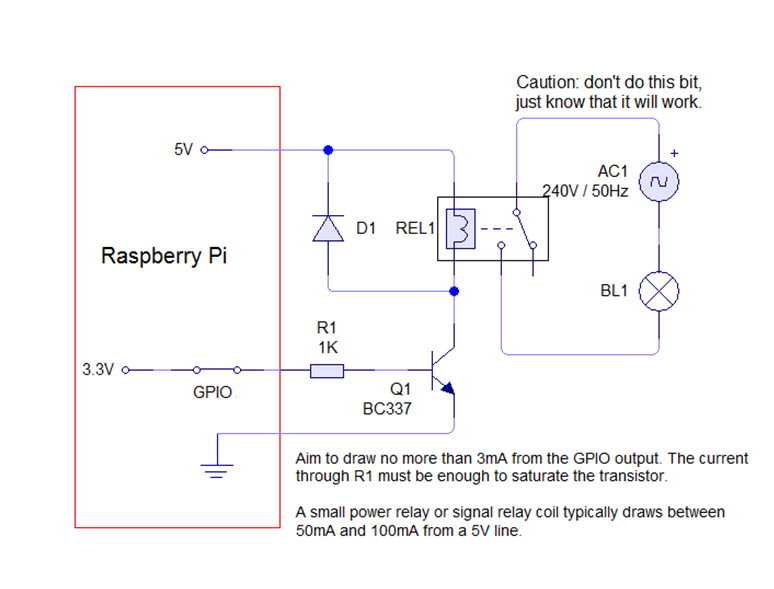 Caution: don't do this bit,
just know that it will work.
5V
+
AC1
240V / 50Hz
D1
REL1
Raspberry Pi
BL1
R1
1K
3.3V
GPIO
Q1
BC337
Aim to draw no more than 3mA from the GPIO output. The current
through R1 must be enough to saturate the transistor.
A small power relay or signal relay coil typically draws between
50mA and 100mA from a 5V line.